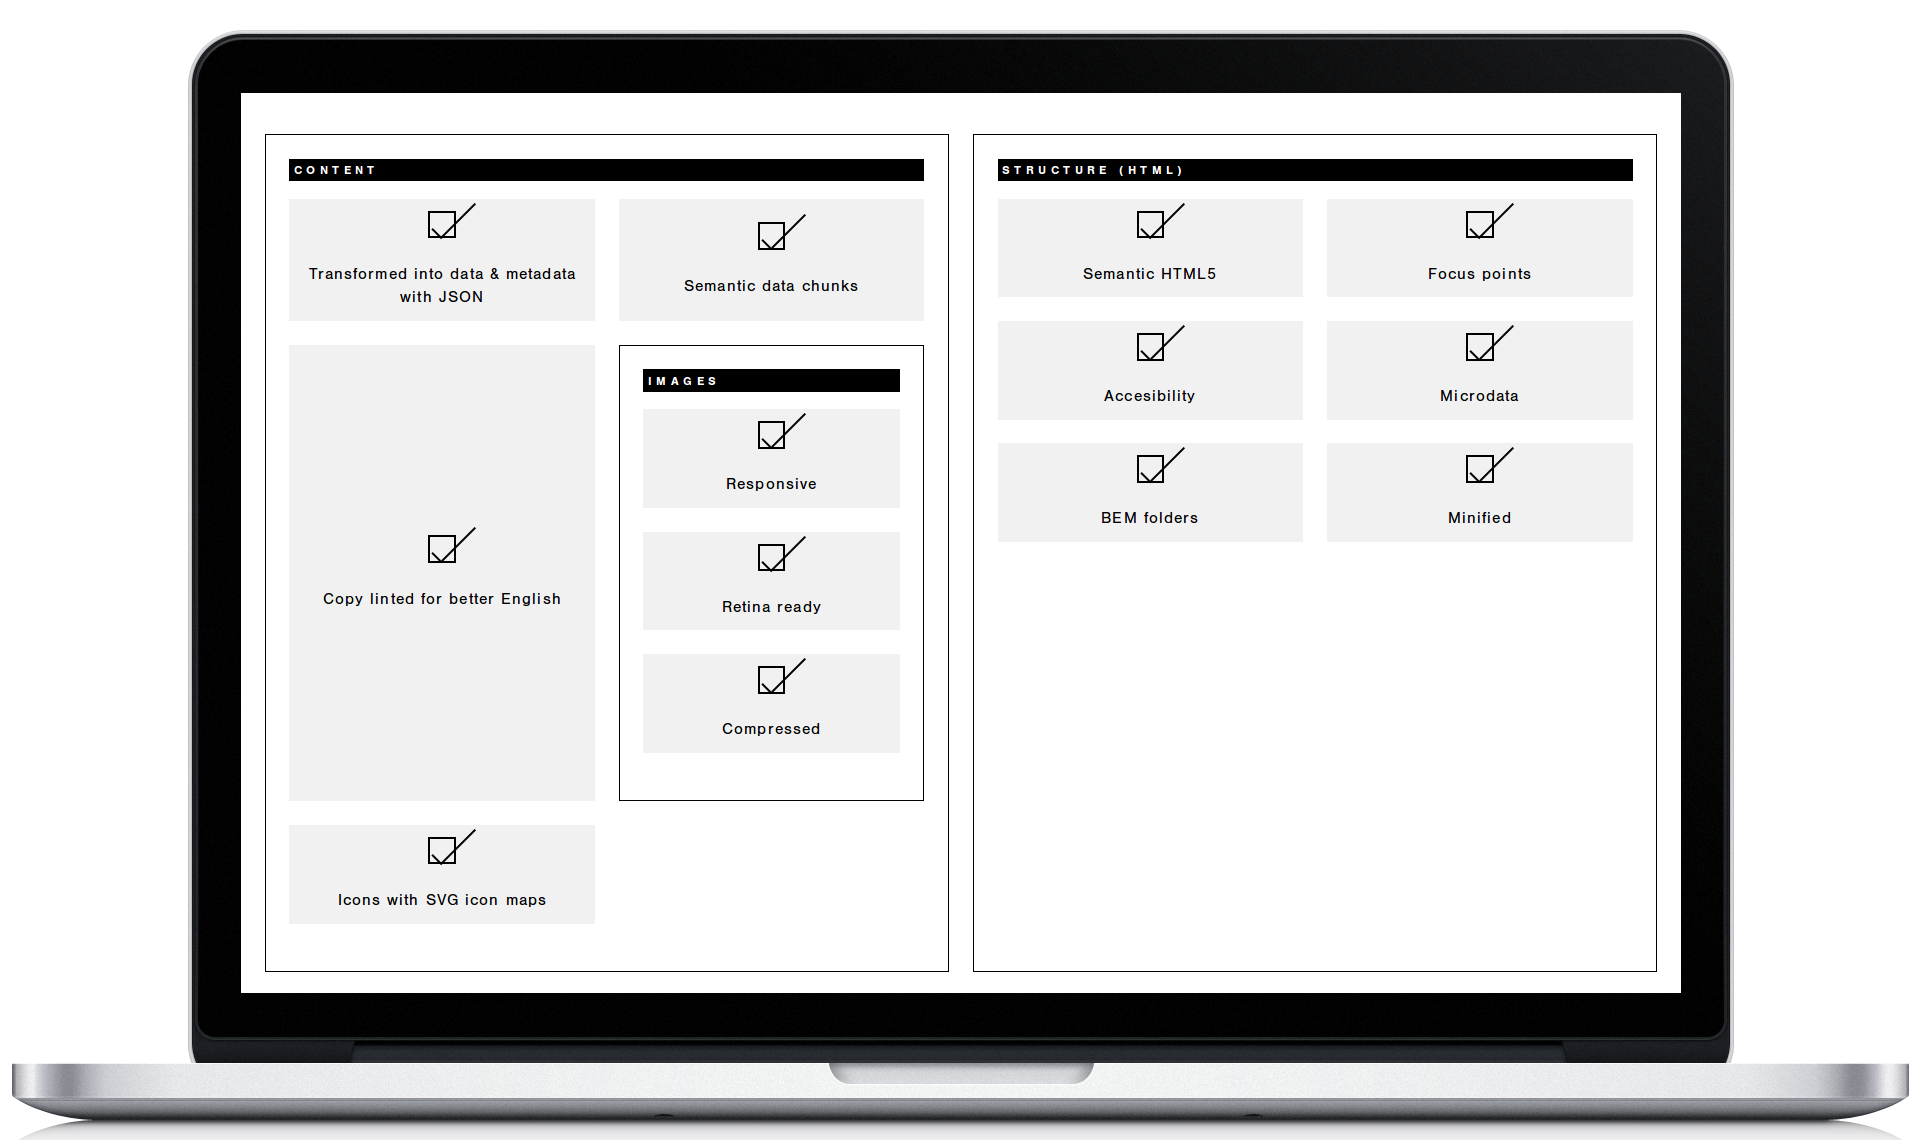 CONTENT
Transformed into data & metadata
with JSON
Semantic data chunks
Copy linted for better English
IMAGES
Responsive
Retina ready
Compressed
Icons with SVG icon maps
STRUCTURE (HTML)
Semantic HTML5
Focus points
Accesibility
Microdata
BEM folders
Minified